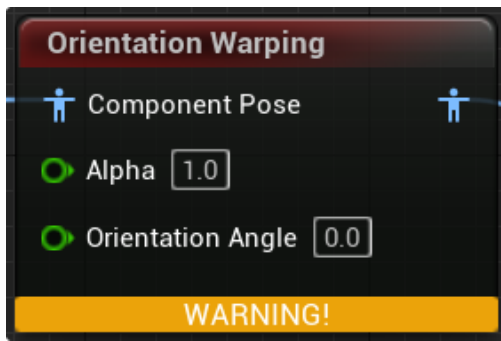 Orientation Warping
Component Pose
Alpha 1.0
Orientation Angle 0.0
WARNING!